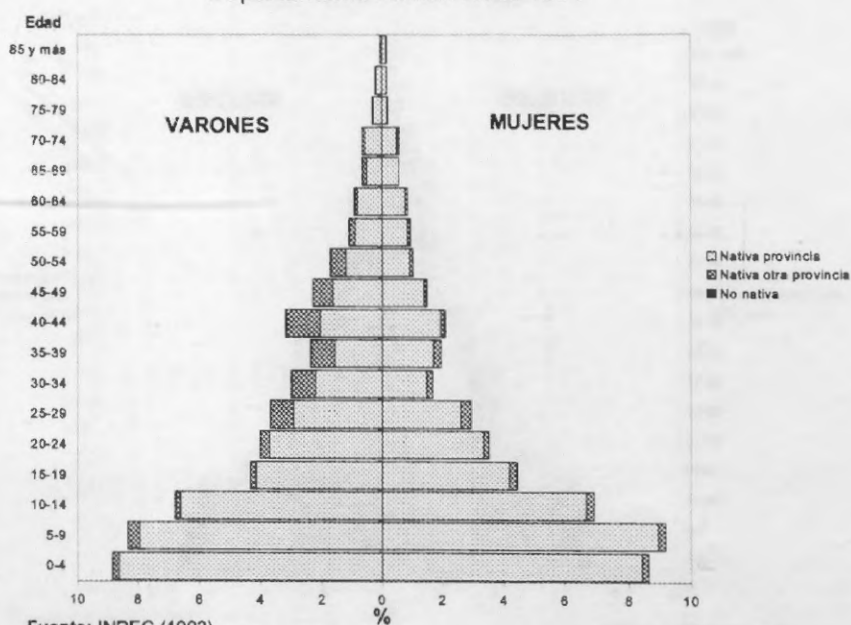 Edad
85 y más
80-84
75-79
70-74
65-69
60-64
55-59
50-54
45-49
40-44
35-39
30-34
25-29
20-24
15-19
10-14
5-9
0-4
VARONES
MUJERES
Nativa provincia
Nativa otra provincia
No nativa
10 8 6 4 2 0 2 4 6 8 10
%
Fuente: INDEC (1993)